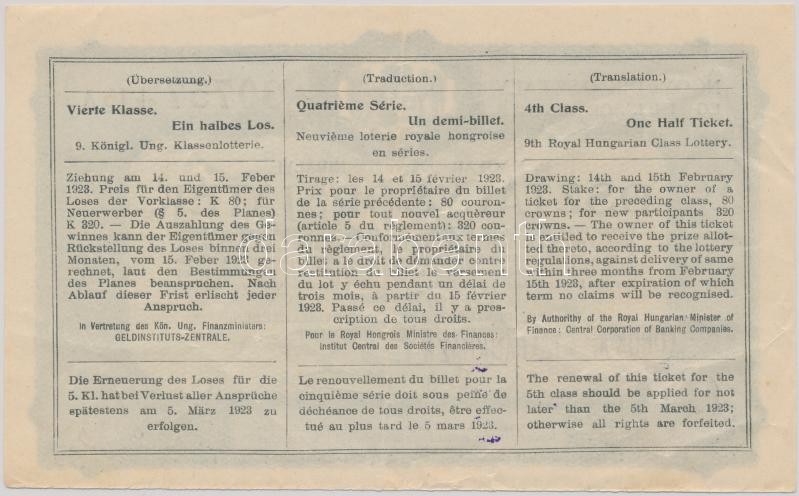 (Übersetzung.)
Vierte Klasse.
Ein halbes Los.
9. Königl. Ung. Klassenlotterie.
Ziehung am 14. und 15. Feber
1923. Preis für den Eigentümer des
Loses der Vorklasse: K 80; für
Neuerwerber (§ 5. des Planes)
K 320. — Die Auszahlung des Ge-
winnes kann der Eigentümer gegen
Rückstellung des Loses binnen drei
Monaten, vom 15. Feber 1923 ge-
rechnet, laut den Bestimmungen
des Planes beanspruchen. Nach
Ablauf dieser Frist erlischt jeder
Anspruch.
In Vertretung des Kön. Ung. Finanzministers:
GELDINSTITUTS-ZENTRALE.
Die Erneuerung des Loses für die
5. Kl. hat bei Verlust aller Ansprüche
spätestens am 5. März 1923 zu
erfolgen.
(Traduction.)
Quatrième Série.
Un demi-billet.
Neuvième loterie royale hongroise
en séries.
Tirage: les 14 et 15 février 1923.
Prix pour le propriétaire du billet
de la série précédente: 80 couron-
nes; pour tout nouvel acquèreur
(article 5 du règlement): 320 cou-
ronne — Conformémentaux termes
du règlement, le propriétaire du
billet a le droit de demander contre
restitution du billet le versement
du lot y échu pendant un délai de
trois mois, à partir du 15 février
1923. Passé ce délai, il y a pres-
cription de tous droits.
Pour le Royal Hongrois Ministre des Finances:
Institut Central des Sociétés Financières.
Le renouvellement du billet pour la
cinquième série doit sous peine de
déchéance de tous droits, être effec-
tué au plus tard le 5 mars 1923.
(Translation.)
4th Class.
One Half Ticket.
9th Royal Hungarian Class Lottery.
Drawing: 14th and 15th February
1923. Stake: for the owner of a
ticket for the preceding class, 80
crowns; for new participants 320
crowns. — The owner of this ticket
is entitled to receive the prize allot-
ted thereto, according to the lottery
regulations, against delivery of same
within three months from February
15th 1923, after expiration of which
term no claims will be recognised.
By Authorithy of the Royal Hungarian Minister of
Finance: Central Corporation of Banking Companies.
The renewal of this ticket for the
5th class should be applied for not
later than the 5th March 1923;
otherwise all rights are forfeited.